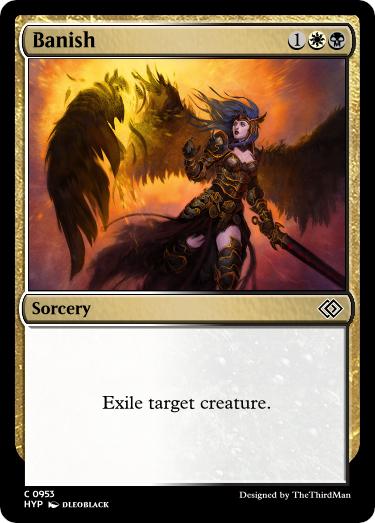 Banish 1
Sorcery
Exile target creature.
C 0953
HYP DLEOBLACK
Designed by TheThirdMan